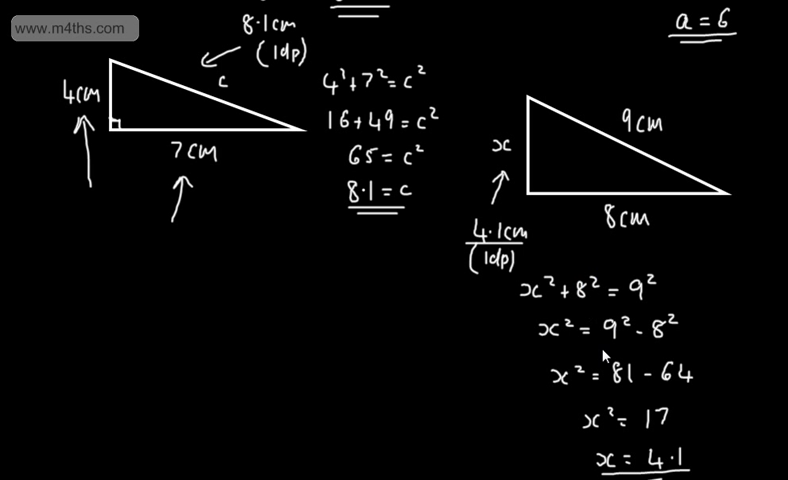 www.m4ths.com
8.1cm
(1dp)
4cm
c
7cm
4²+7²=c²
16+49=c²
65=c²
8.1=c
a=6
x
9cm
8cm
4.1cm
(1dp)
x²+8²=9²
x²=9²-8²
x²=81-64
x²=17
x=4.1